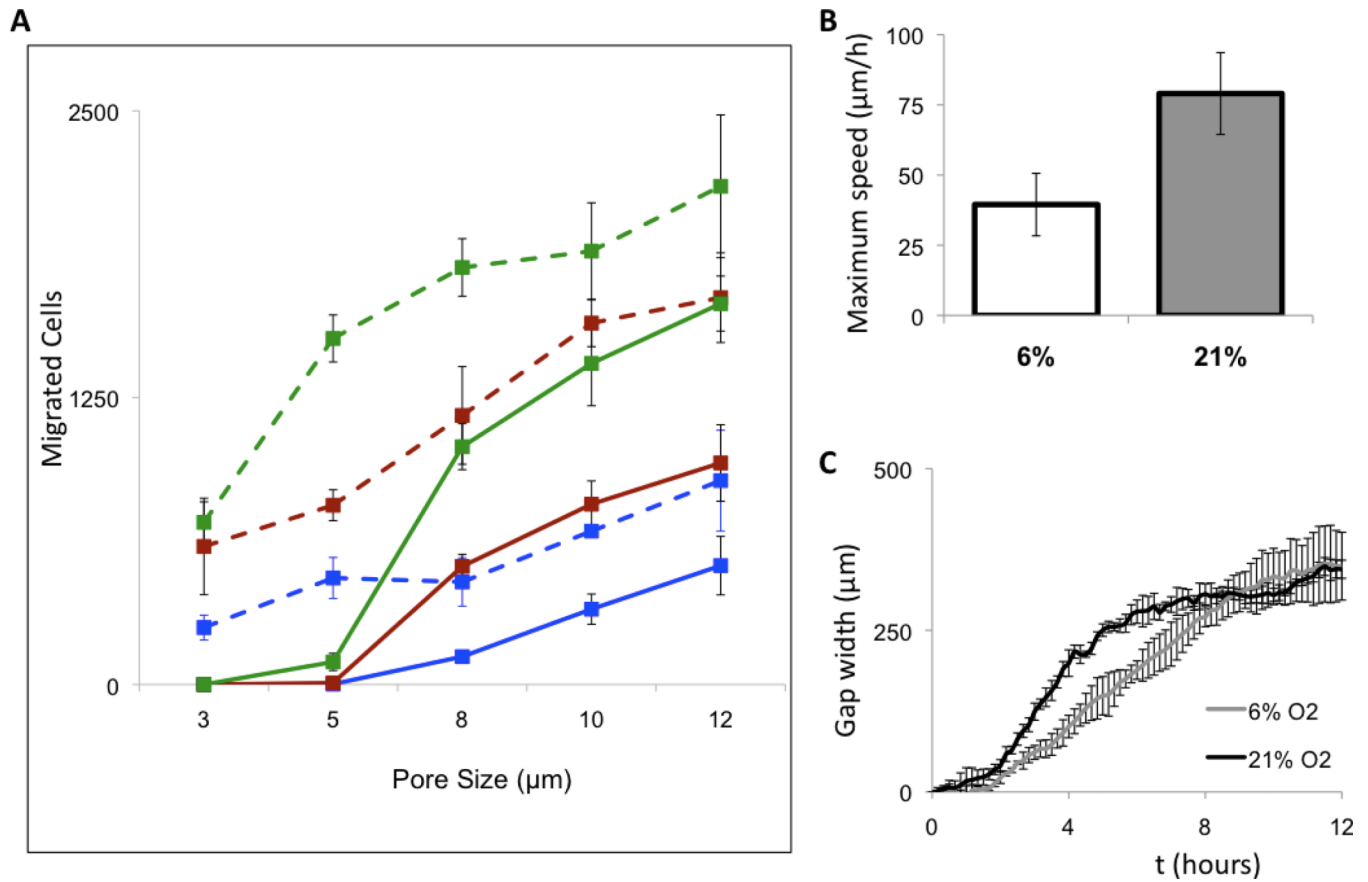 A
2500
1250
0
Migrated Cells
3 5 8 10 12
Pore Size (µm)
B
100
75
50
25
0
Maximum speed (µm/h)
6% 21%
C
500
250
0
Gap width (µm)
6% O2
21% O2
0 4 8 12
t (hours)